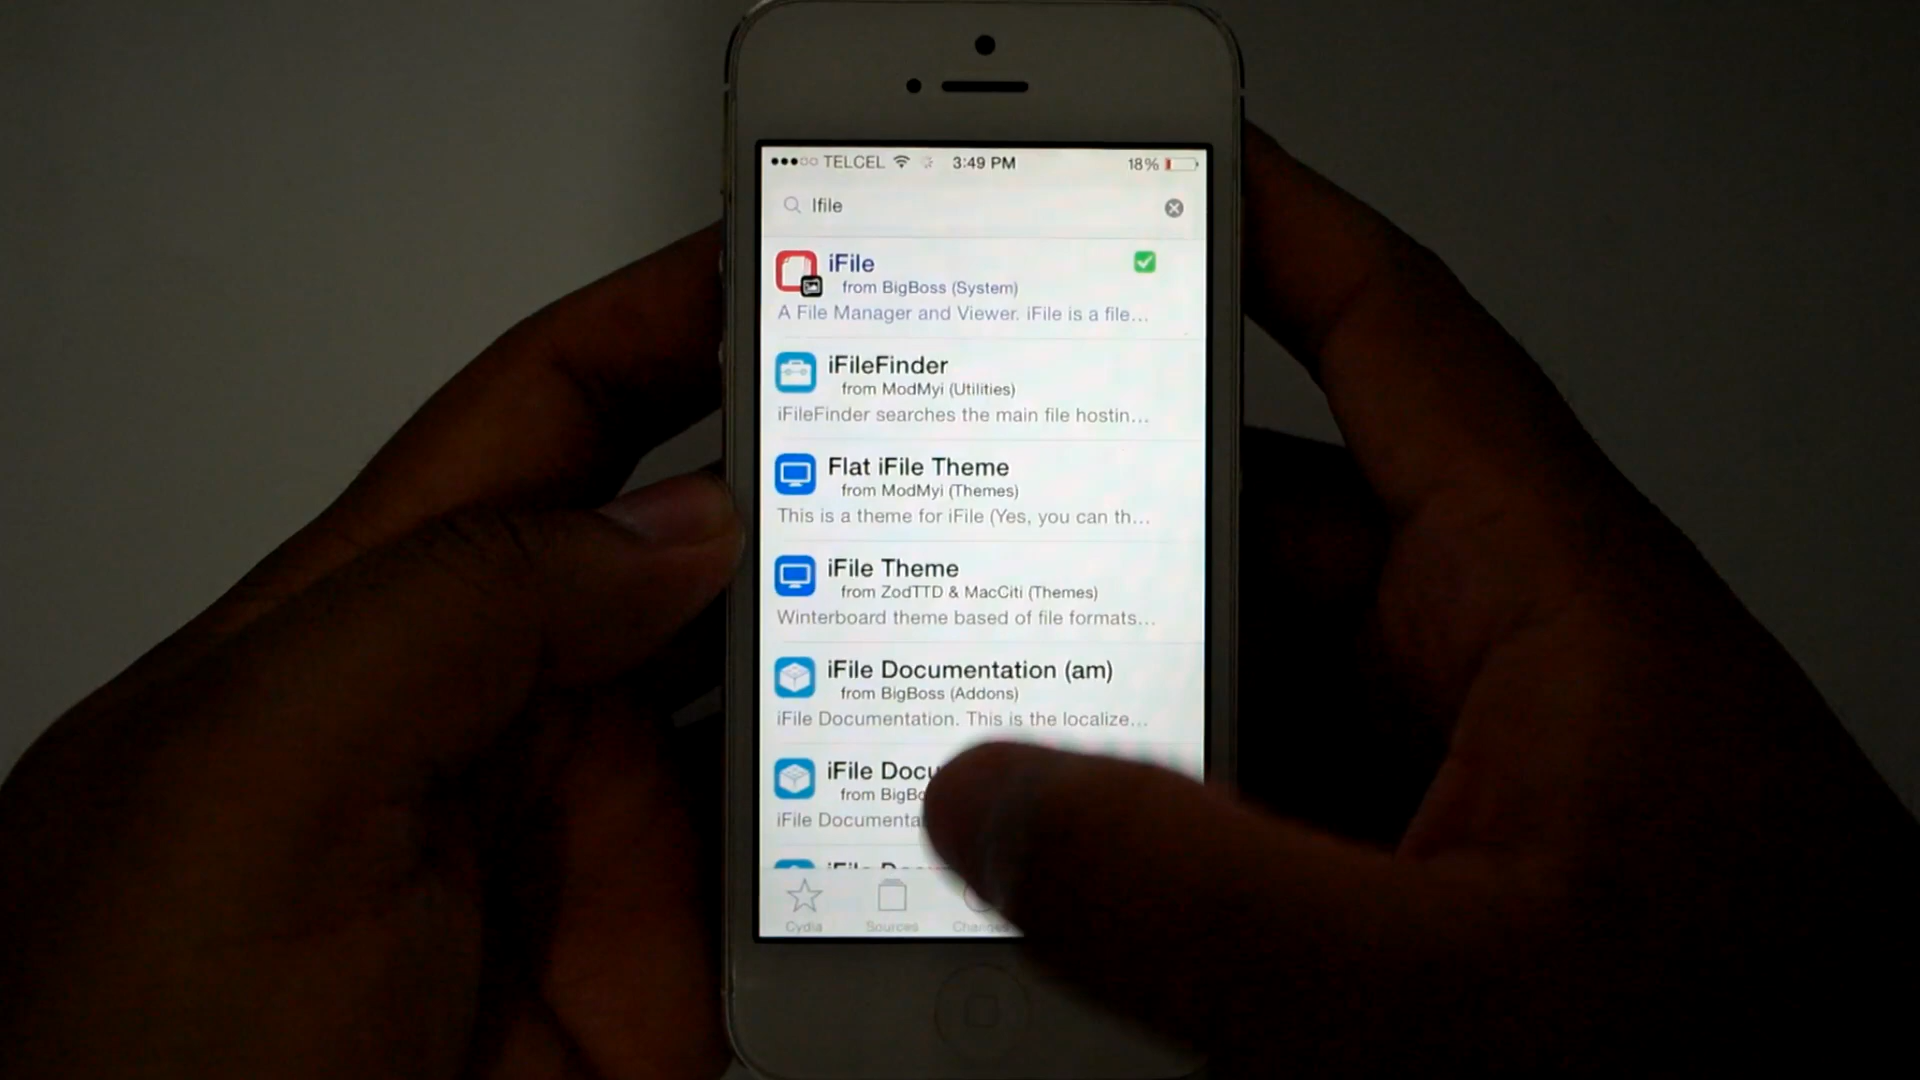 TELCEL 3:49 PM 18%
Ifile
iFile
from BigBoss (System)
A File Manager and Viewer. iFile is a file...
iFileFinder
from ModMyi (Utilities)
iFileFinder searches the main file hostin...
Flat iFile Theme
from ModMyi (Themes)
This is a theme for iFile (Yes, you can th...
iFile Theme
from ZodTTD & MacCiti (Themes)
Winterboard theme based of file formats...
iFile Documentation (am)
from BigBoss (Addons)
iFile Documentation. This is the localize...
iFile Docu
from BigBo
iFile Documenta
Cydia Sources Changes